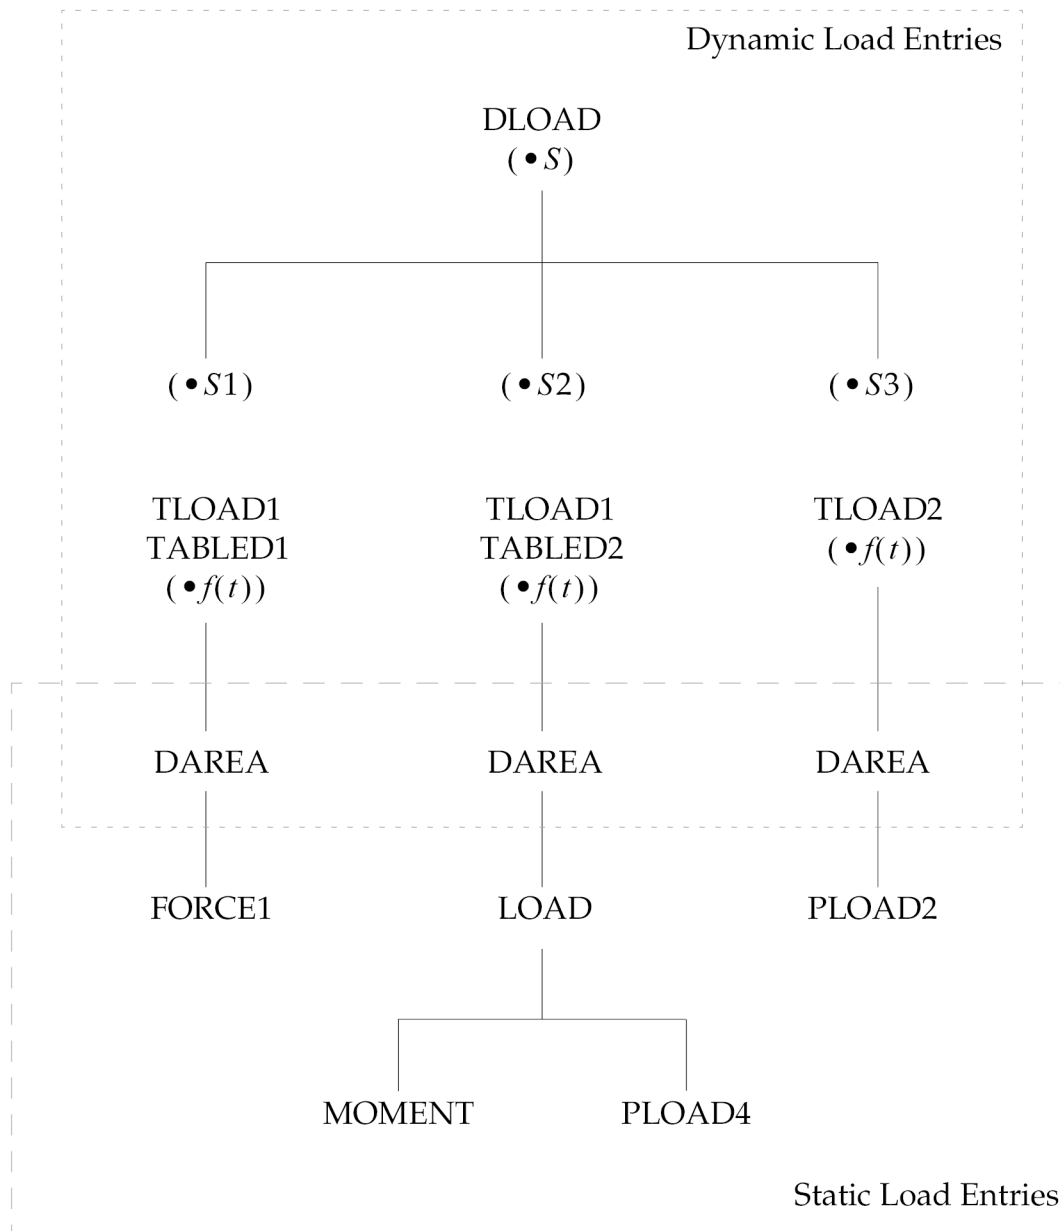 Dynamic Load Entries
DLOAD
(•S)
(•S1) (•S2) (•S3)
TLOAD1 TLOAD1 TLOAD2
TABLED1 TABLED2 (•f(t))
(•f(t)) (•f(t))
DAREA DAREA DAREA
FORCE1 LOAD PLOAD2
MOMENT PLOAD4
Static Load Entries